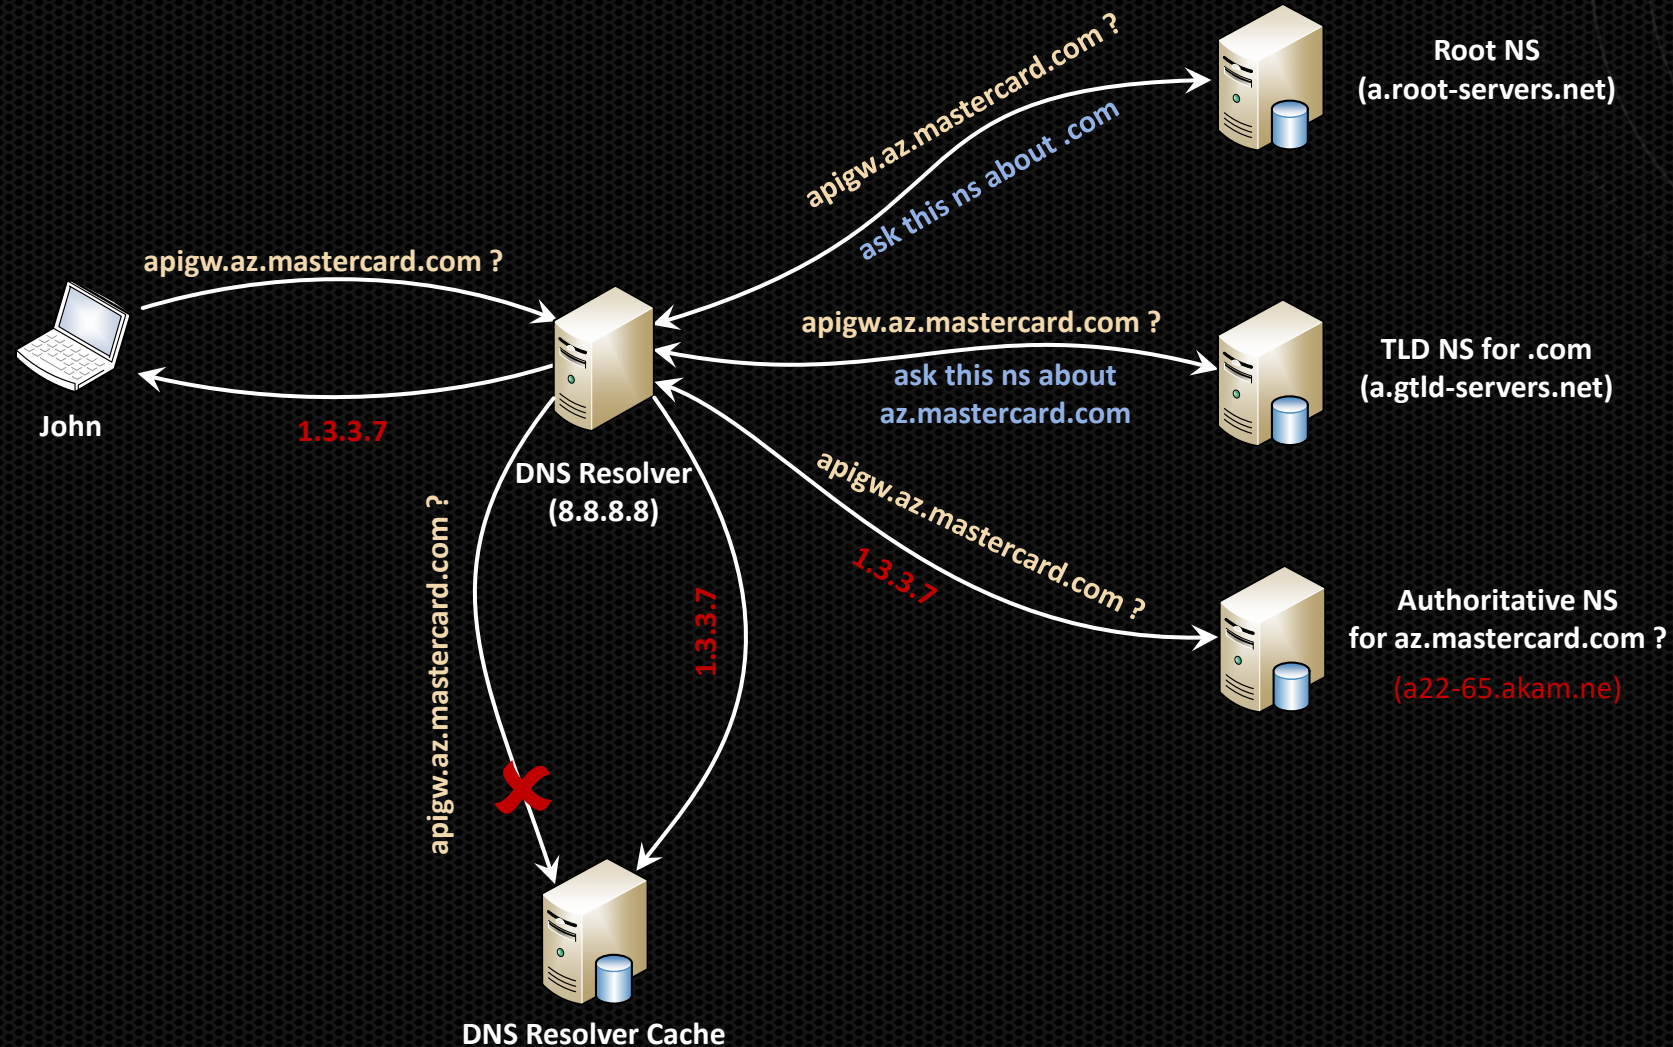 apigw.az.mastercard.com ?
ask this ns about .com
Root NS
(a.root-servers.net)
apigw.az.mastercard.com ?
John
1.3.3.7
DNS Resolver
(8.8.8.8)
apigw.az.mastercard.com ?
ask this ns about
az.mastercard.com
TLD NS for .com
(a.gtld-servers.net)
apigw.az.mastercard.com ?
1.3.3.7
Authoritative NS
for az.mastercard.com ?
(a22-65.akam.ne)
apigw.az.mastercard.com ?
1.3.3.7
DNS Resolver Cache